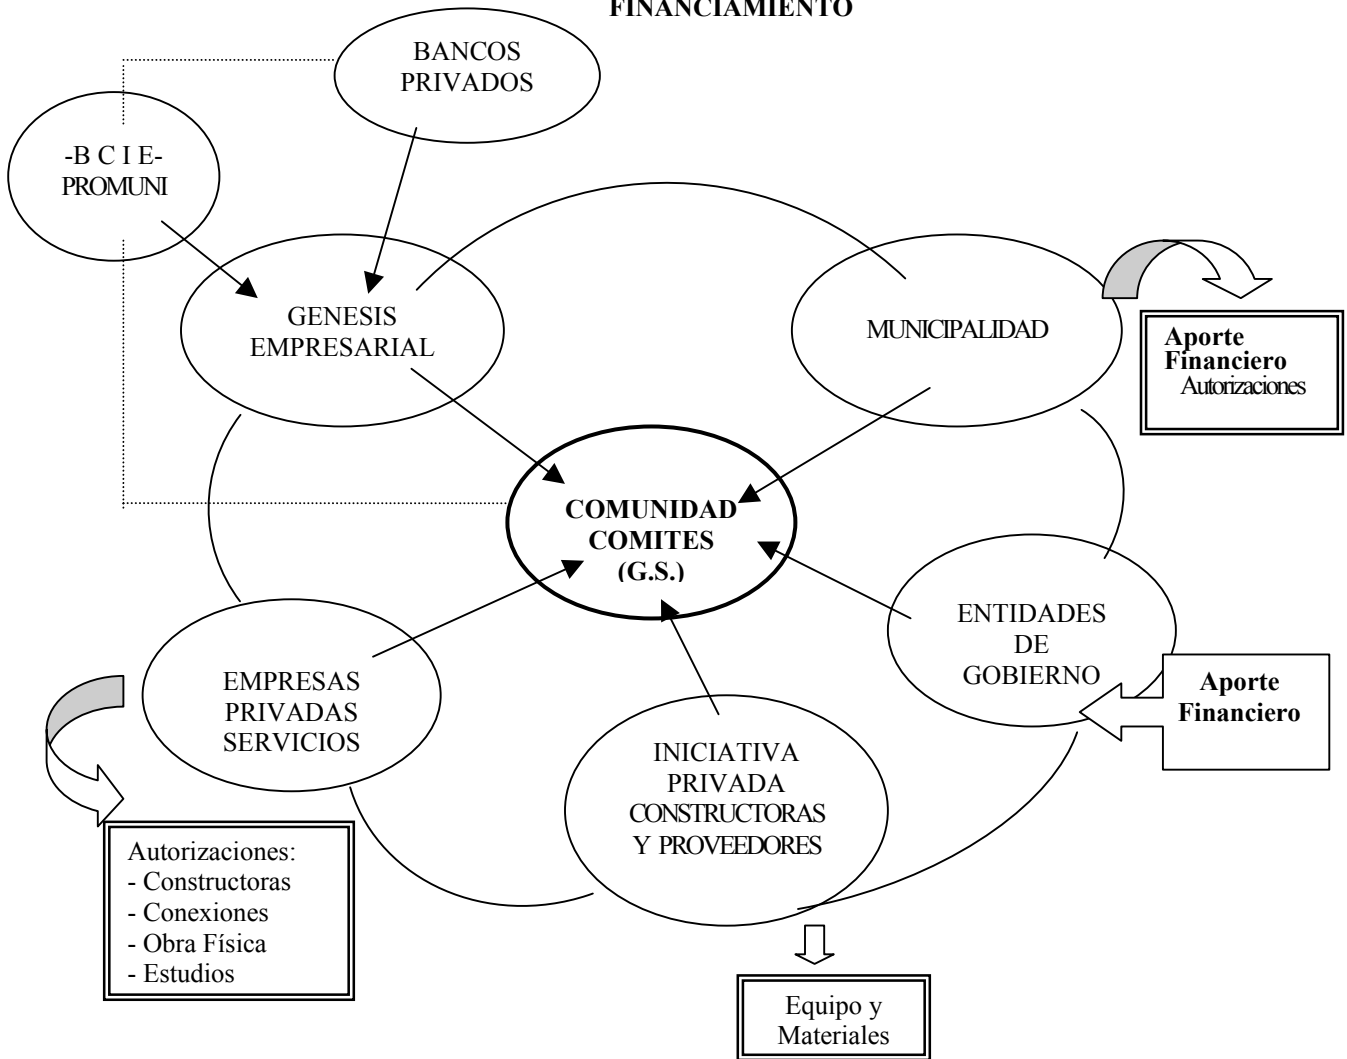 FINANCIAMIENTO
BANCOS
PRIVADOS
-B C I E-
PROMUNI
GENESIS
EMPRESARIAL
MUNICIPALIDAD
Aporte
Financiero
Autorizaciones
COMUNIDAD
COMITES
(G.S.)
ENTIDADES
DE
GOBIERNO
Aporte
Financiero
EMPRESAS
PRIVADAS
SERVICIOS
INICIATIVA
PRIVADA
CONSTRUCTORAS
Y PROVEEDORES
Autorizaciones:
- Constructoras
- Conexiones
- Obra Física
- Estudios
Equipo y
Materiales